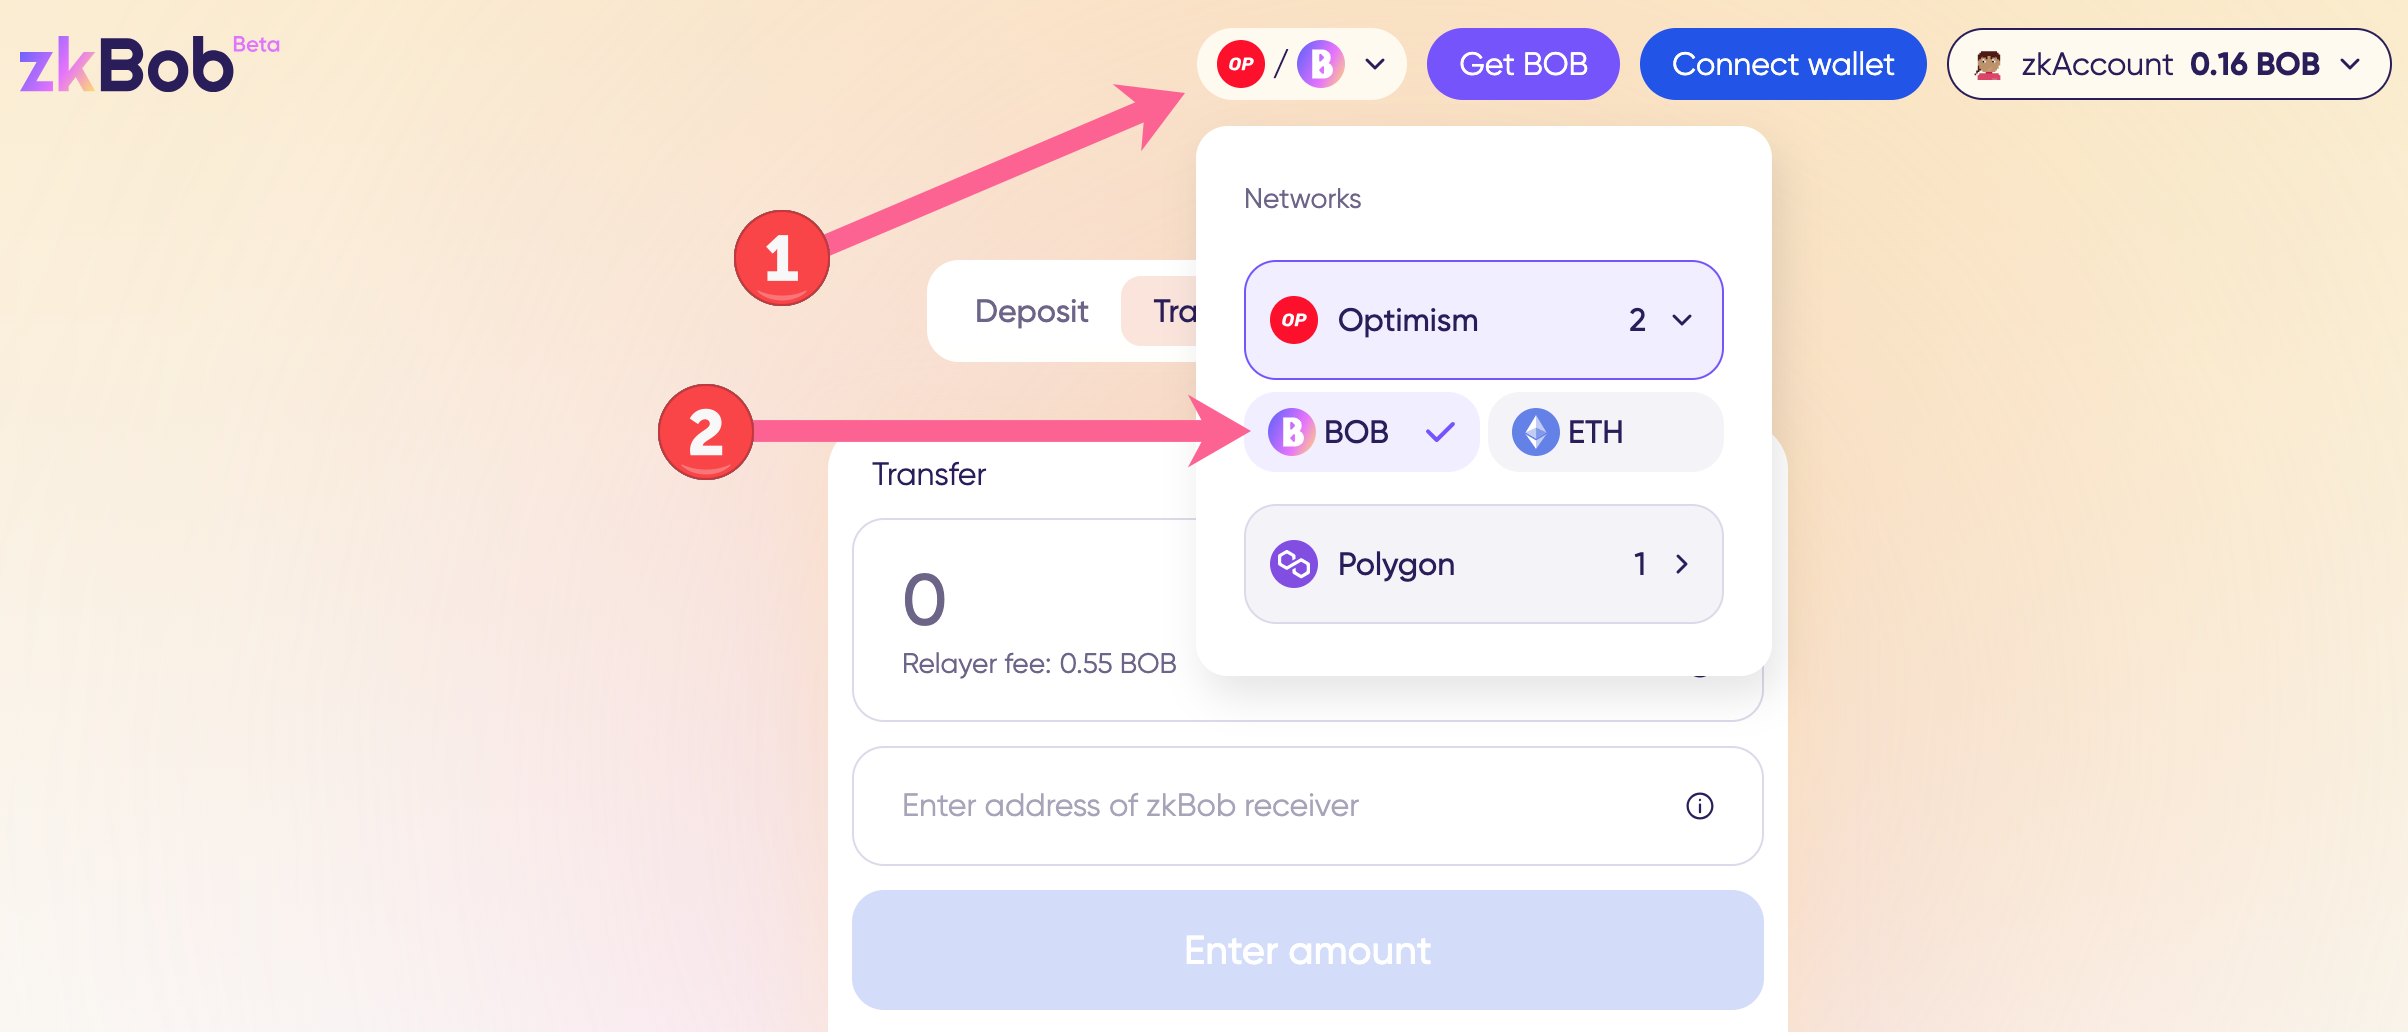 zkBob Beta
OP / B Get BOB Connect wallet zkAccount 0.16 BOB
Networks
1
Deposit Tra
OP Optimism 2
2
B BOB ETH
Transfer
Polygon 1
0
Relayer fee: 0.55 BOB
Enter address of zkBob receiver
Enter amount